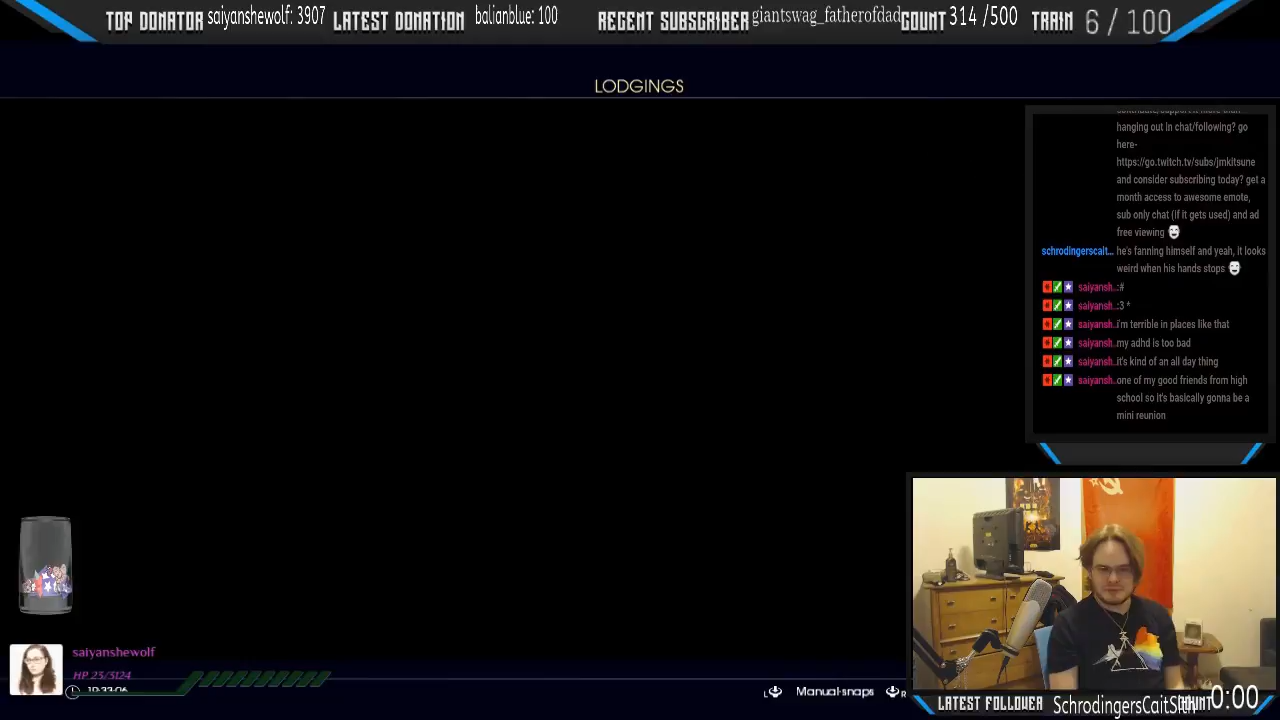 TOP DONATOR saiyanshewolf: 3907 LATEST DONATION balianblue: 100 RECENT SUBSCRIBER giantswag_fatherofdad COUNT 314 /500 TRAIN 6 / 100
LODGINGS
hanging out in chat/following? go
here-
https://go.twitch.tv/subs/jmkitsune
and consider subscribing today? get a
month access to awesome emote,
sub only chat (if it gets used) and ad
free viewing
schrodingerscait... he's fanning himself and yeah, it looks
weird when his hands stops
saiyansh..:#
saiyansh..:3 *
saiyansh..i'm terrible in places like that
saiyansh..my adhd is too bad
saiyansh..it's kind of an all day thing
saiyansh..one of my good friends from high
school so it's basically gonna be a
mini reunion
saiyanshewolf
HP 23/3124
L Manual snaps R
LATEST FOLLOWER SchrodingersCaitSith 0:00